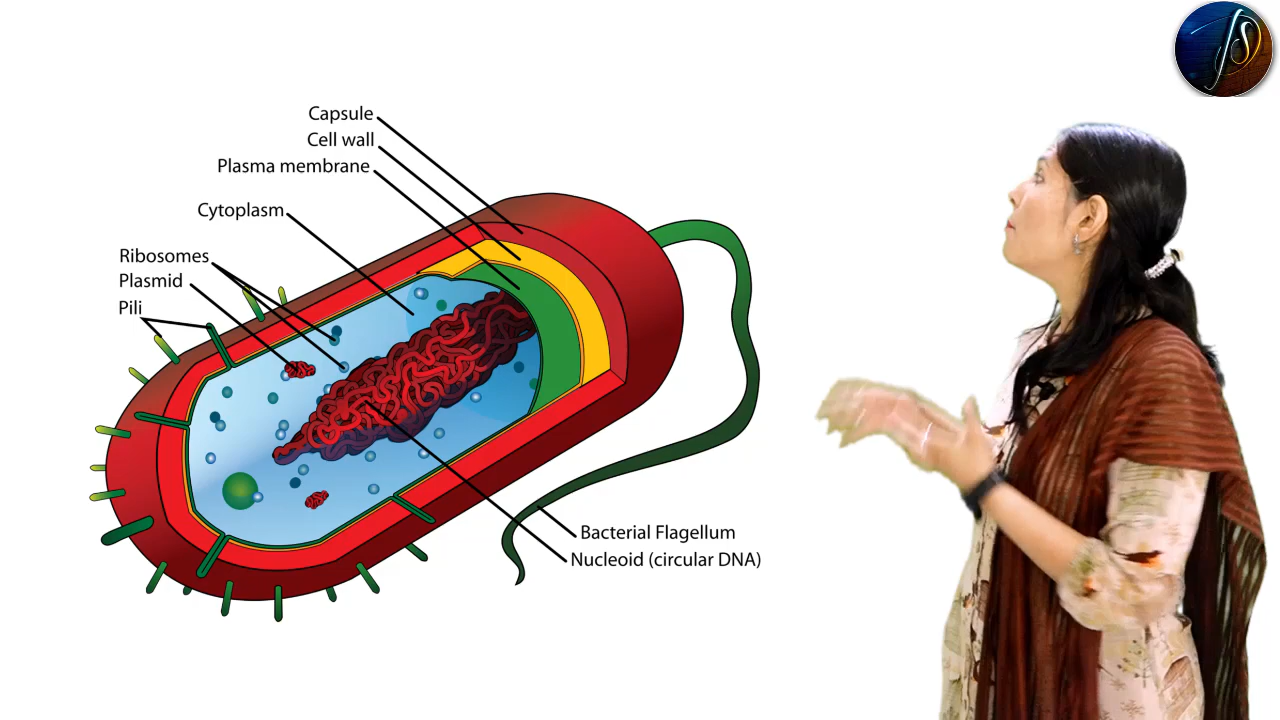 Capsule
Cell wall
Plasma membrane
Cytoplasm
Ribosomes
Plasmid
Pili
Bacterial Flagellum
Nucleoid (circular DNA)